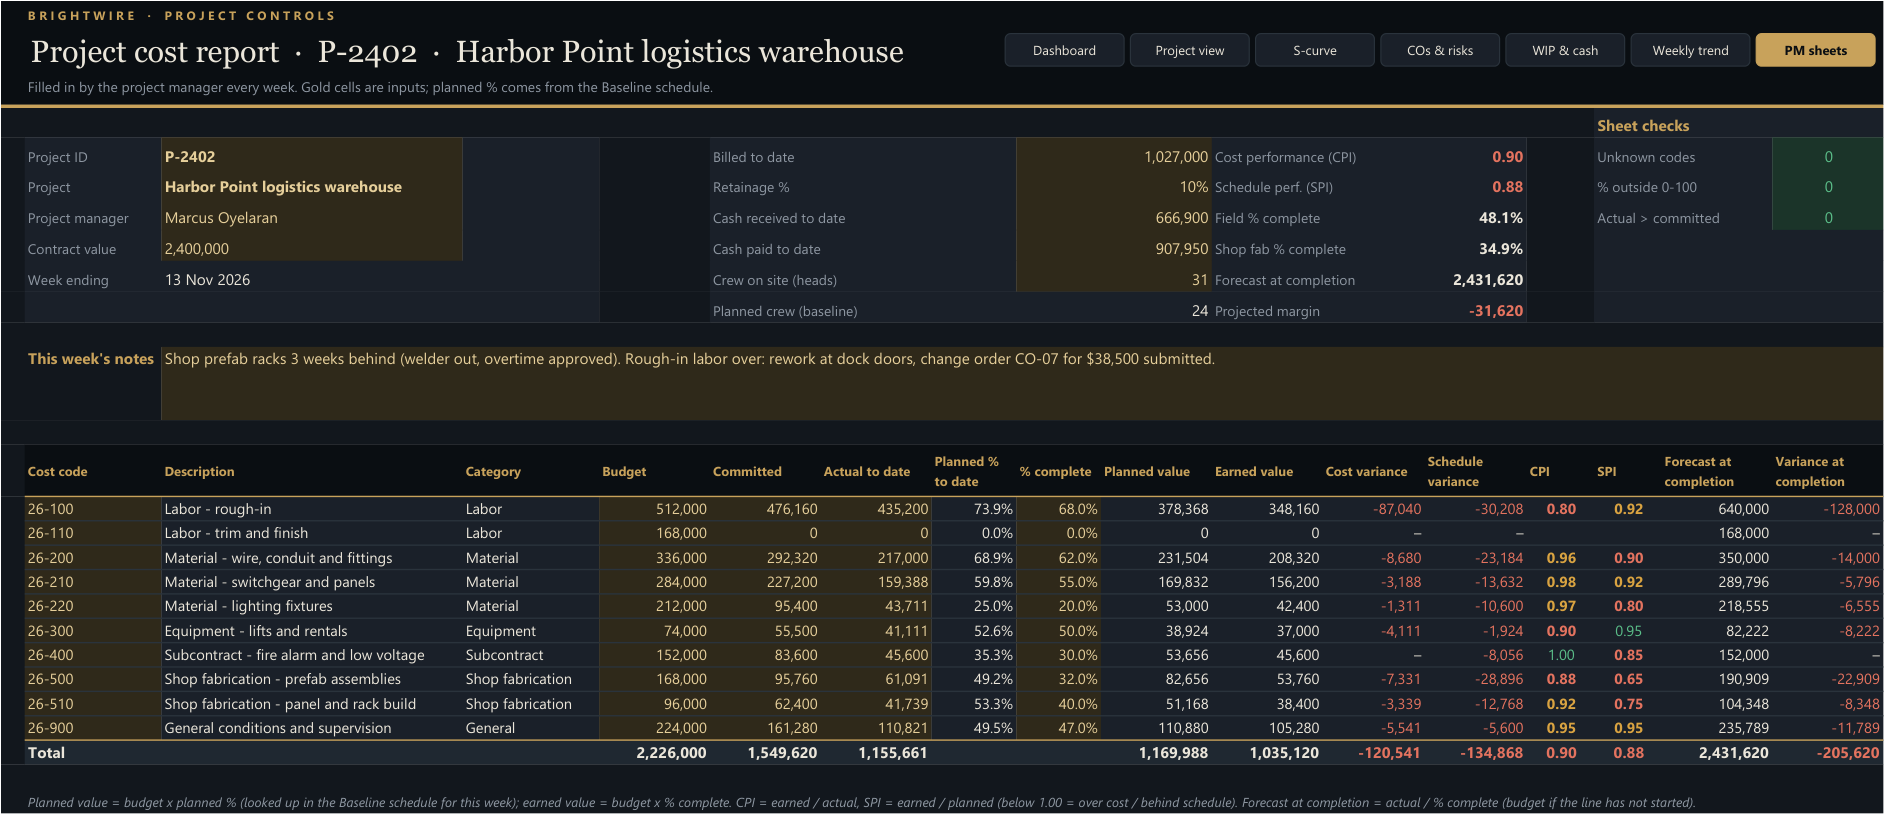 BRIGHTWIRE · PROJECT CONTROLS
Project cost report · P-2402 · Harbor Point logistics warehouse
Dashboard Project view S-curve COs & risks WIP & cash Weekly trend PM sheets
Filled in by the project manager every week. Gold cells are inputs; planned % comes from the Baseline schedule.
Sheet checks
Project ID P-2402 Billed to date 1,027,000 Cost performance (CPI) 0.90 Unknown codes 0
Project Harbor Point logistics warehouse Retainage % 10% Schedule perf. (SPI) 0.88 % outside 0-100 0
Project manager Marcus Oyelaran Cash received to date 666,900 Field % complete 48.1% Actual > committed 0
Contract value 2,400,000 Cash paid to date 907,950 Shop fab % complete 34.9%
Week ending 13 Nov 2026 Crew on site (heads) 31 Forecast at completion 2,431,620
Planned crew (baseline) 24 Projected margin -31,620
This week's notes Shop prefab racks 3 weeks behind (welder out, overtime approved). Rough-in labor over: rework at dock doors, change order CO-07 for $38,500 submitted.
Cost code Description Category Budget Committed Actual to date Planned % to date % complete Planned value Earned value Cost variance Schedule variance CPI SPI Forecast at completion Variance at completion
26-100 Labor - rough-in Labor 512,000 476,160 435,200 73.9% 68.0% 378,368 348,160 -87,040 -30,208 0.80 0.92 640,000 -128,000
26-110 Labor - trim and finish Labor 168,000 0 0 0.0% 0.0% 0 0 – – 168,000 –
26-200 Material - wire, conduit and fittings Material 336,000 292,320 217,000 68.9% 62.0% 231,504 208,320 -8,680 -23,184 0.96 0.90 350,000 -14,000
26-210 Material - switchgear and panels Material 284,000 227,200 159,388 59.8% 55.0% 169,832 156,200 -3,188 -13,632 0.98 0.92 289,796 -5,796
26-220 Material - lighting fixtures Material 212,000 95,400 43,711 25.0% 20.0% 53,000 42,400 -1,311 -10,600 0.97 0.80 218,555 -6,555
26-300 Equipment - lifts and rentals Equipment 74,000 55,500 41,111 52.6% 50.0% 38,924 37,000 -4,111 -1,924 0.90 0.95 82,222 -8,222
26-400 Subcontract - fire alarm and low voltage Subcontract 152,000 83,600 45,600 35.3% 30.0% 53,656 45,600 – -8,056 1.00 0.85 152,000 –
26-500 Shop fabrication - prefab assemblies Shop fabrication 168,000 95,760 61,091 49.2% 32.0% 82,656 53,760 -7,331 -28,896 0.88 0.65 190,909 -22,909
26-510 Shop fabrication - panel and rack build Shop fabrication 96,000 62,400 41,739 53.3% 40.0% 51,168 38,400 -3,339 -12,768 0.92 0.75 104,348 -8,348
26-900 General conditions and supervision General 224,000 161,280 110,821 49.5% 47.0% 110,880 105,280 -5,541 -5,600 0.95 0.95 235,789 -11,789
Total 2,226,000 1,549,620 1,155,661 1,169,988 1,035,120 -120,541 -134,868 0.90 0.88 2,431,620 -205,620
Planned value = budget x planned % (looked up in the Baseline schedule for this week); earned value = budget x % complete. CPI = earned / actual, SPI = earned / planned (below 1.00 = over cost / behind schedule). Forecast at completion = actual / % complete (budget if the line has not started).